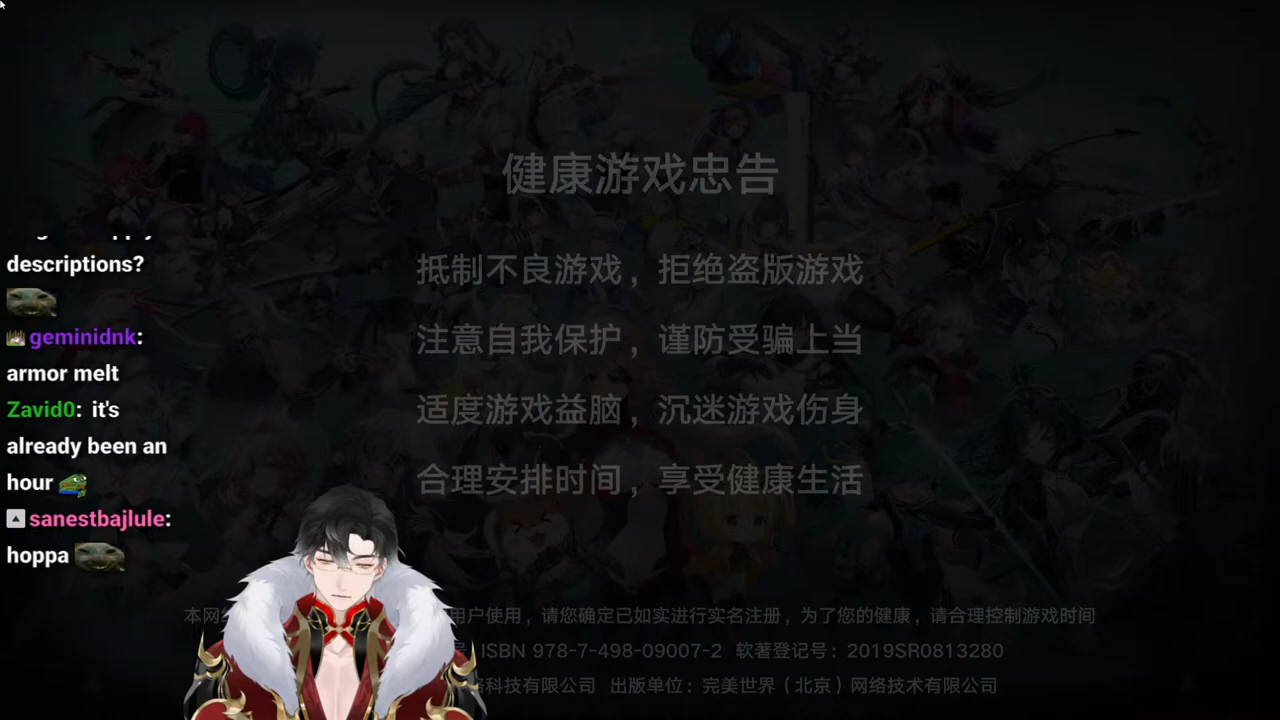 健康游戏忠告
抵制不良游戏，拒绝盗版游戏
注意自我保护，谨防受骗上当
适度游戏益脑，沉迷游戏伤身
合理安排时间，享受健康生活
descriptions?
geminidnk:
armor melt
Zavid0: it's
already been an
hour
sanestbajlule:
hoppa
本网 用户使用，请您确定已如实进行实名注册，为了您的健康，请合理控制游戏时间
ISBN 978-7-498-09007-2 软著登记号：2019SR0813280
科技有限公司 出版单位：完美世界（北京）网络技术有限公司